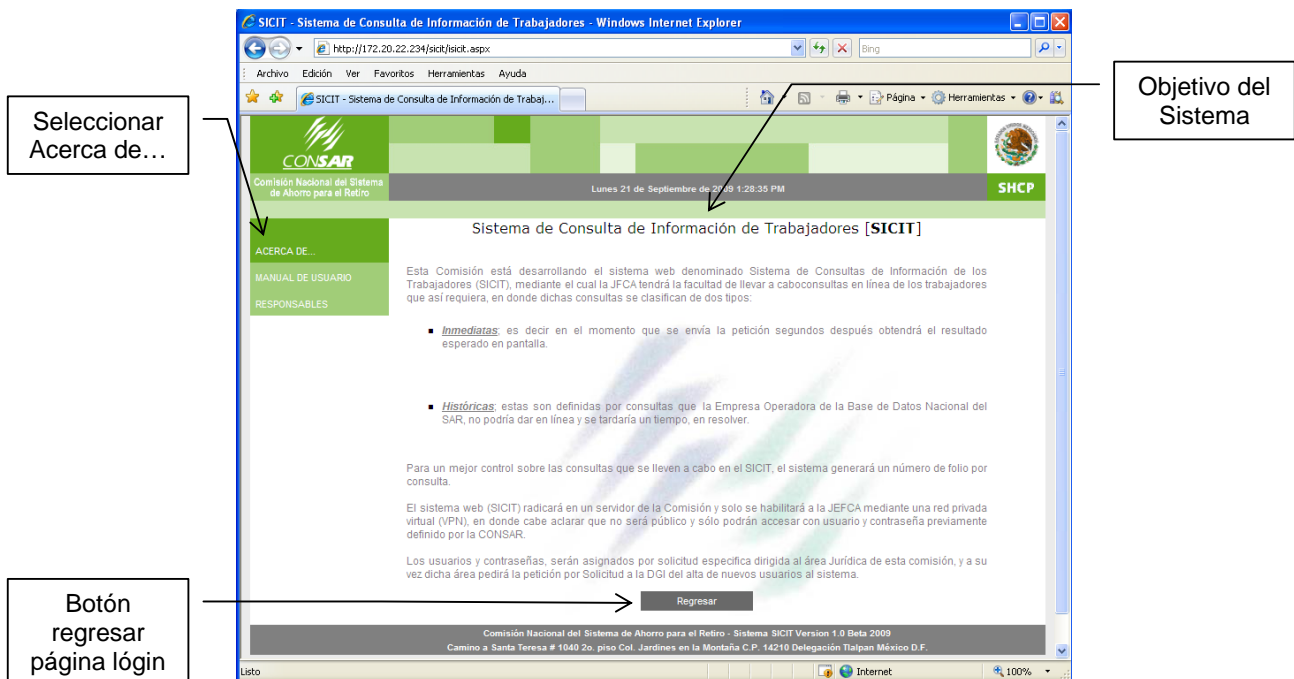 SICIT - Sistema de Consulta de Información de Trabajadores - Windows Internet Explorer
http://172.20.22.234/sicit/isicit.aspx
Bing
Archivo Edición Ver Favoritos Herramientas Ayuda
SICIT - Sistema de Consulta de Información de Trabaj...
Página
Herramientas
Objetivo del
Sistema
Seleccionar
Acerca de…
CONSAR
Comisión Nacional del Sistema
de Ahorro para el Retiro
Lunes 21 de Septiembre de 2009 1:28:35 PM
SHCP
ACERCA DE...
MANUAL DE USUARIO
RESPONSABLES
Sistema de Consulta de Información de Trabajadores [SICIT]
Esta Comisión está desarrollando el sistema web denominado Sistema de Consultas de Información de los
Trabajadores (SICIT), mediante el cual la JFCA tendrá la facultad de llevar a caboconsultas en línea de los trabajadores
que así requiera, en donde dichas consultas se clasifican de dos tipos:
Inmediatas; es decir en el momento que se envía la petición segundos después obtendrá el resultado
esperado en pantalla.
Históricas; estas son definidas por consultas que la Empresa Operadora de la Base de Datos Nacional del
SAR, no podría dar en línea y se tardaría un tiempo, en resolver.
Para un mejor control sobre las consultas que se lleven a cabo en el SICIT, el sistema generará un número de folio por
consulta.
El sistema web (SICIT) radicará en un servidor de la Comisión y solo se habilitará a la JEFCA mediante una red privada
virtual (VPN), en donde cabe aclarar que no será público y sólo podrán accesar con usuario y contraseña previamente
definido por la CONSAR.
Los usuarios y contraseñas, serán asignados por solicitud especifica dirigida al área Jurídica de esta comisión, y a su
vez dicha área pedirá la petición por Solicitud a la DGI del alta de nuevos usuarios al sistema.
Regresar
Botón
regresar
página lógin
Comisión Nacional del Sistema de Ahorro para el Retiro - Sistema SICIT Version 1.0 Beta 2009
Camino a Santa Teresa # 1040 2o. piso Col. Jardines en la Montaña C.P. 14210 Delegación Tlalpan México D.F.
Listo
Internet
100%